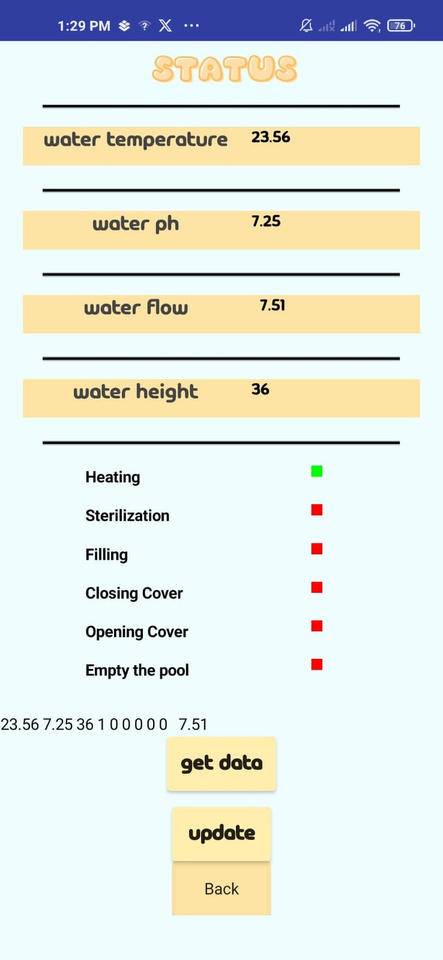 1:29 PM
76
STATUS
water temperature 23.56
water ph 7.25
water flow 7.51
water height 36
Heating
Sterilization
Filling
Closing Cover
Opening Cover
Empty the pool
23.56 7.25 36 1 0 0 0 0 0 7.51
get data
update
Back